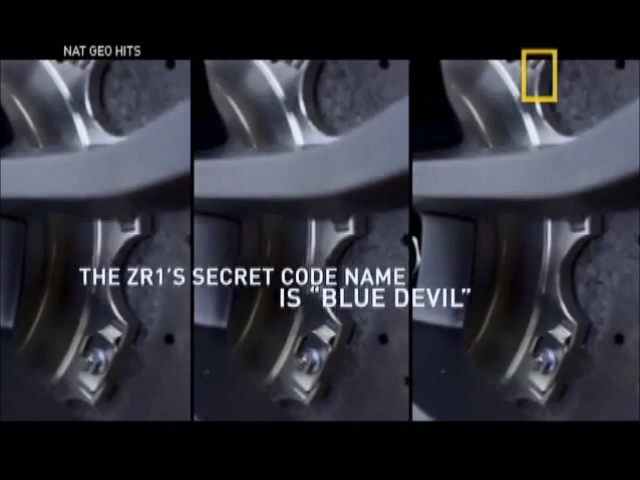 NAT GEO HITS
THE ZR1'S SECRET CODE NAME
IS “BLUE DEVIL”